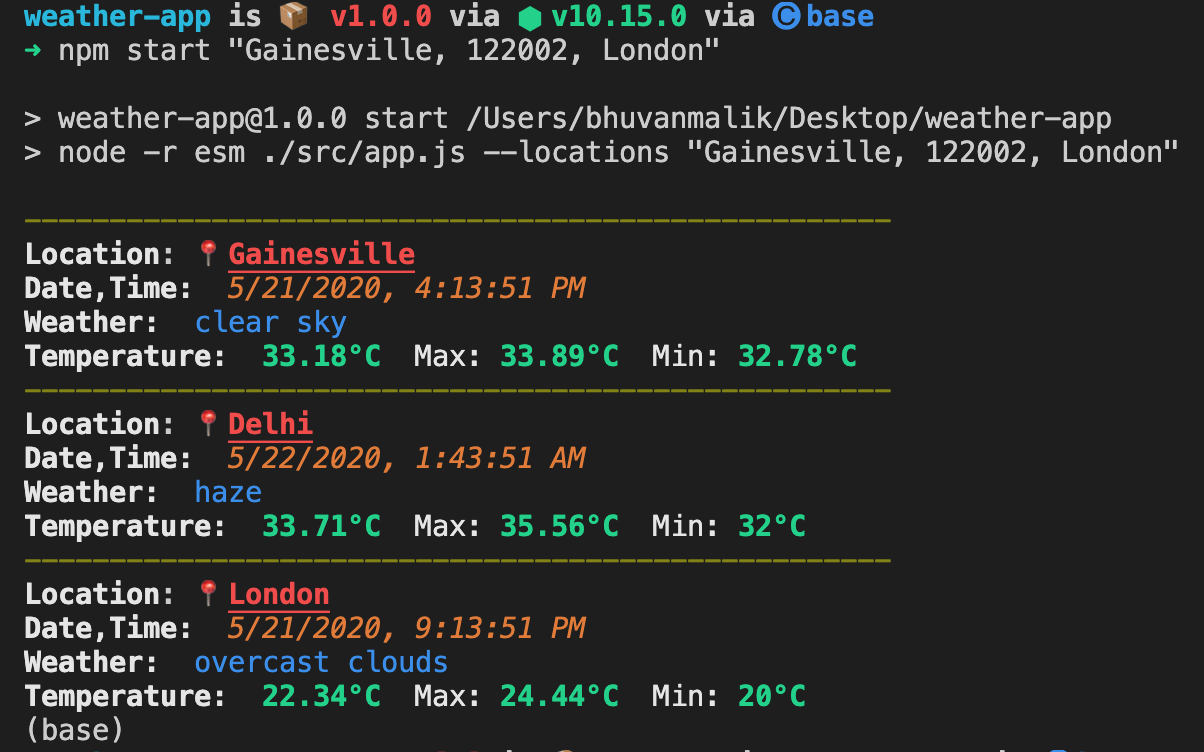 weather-app is 📦 v1.0.0 via ⬢ v10.15.0 via Ⓒ base
➜ npm start "Gainesville, 122002, London"
> weather-app@1.0.0 start /Users/bhuvanmalik/Desktop/weather-app
> node -r esm ./src/app.js --locations "Gainesville, 122002, London"
---------------------------------------------------
Location: 📍Gainesville
Date,Time:  5/21/2020, 4:13:51 PM
Weather:  clear sky
Temperature:  33.18°C  Max: 33.89°C  Min: 32.78°C
---------------------------------------------------
Location: 📍Delhi
Date,Time:  5/22/2020, 1:43:51 AM
Weather:  haze
Temperature:  33.71°C  Max: 35.56°C  Min: 32°C
---------------------------------------------------
Location: 📍London
Date,Time:  5/21/2020, 9:13:51 PM
Weather:  overcast clouds
Temperature:  22.34°C  Max: 24.44°C  Min: 20°C
(base)